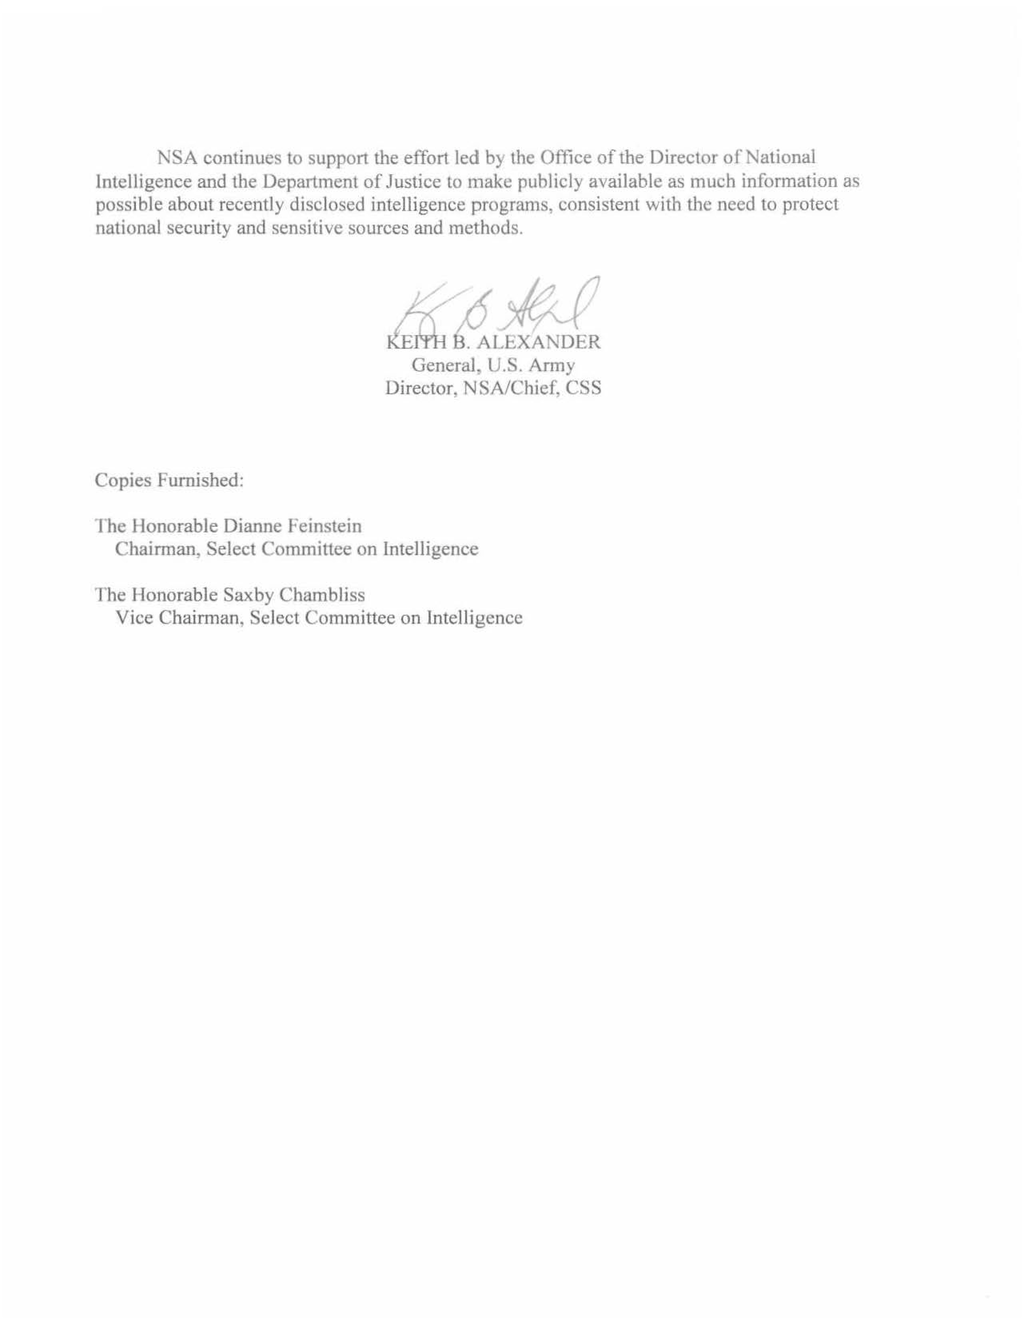 NSA continues to support the effort led by the Office of the Director of National
Intelligence and the Department of Justice to make publicly available as much information as
possible about recently disclosed intelligence programs, consistent with the need to protect
national security and sensitive sources and methods.
KEITH B. ALEXANDER
General, U.S. Army
Director, NSA/Chief, CSS
Copies Furnished:
The Honorable Dianne Feinstein
Chairman, Select Committee on Intelligence
The Honorable Saxby Chambliss
Vice Chairman, Select Committee on Intelligence